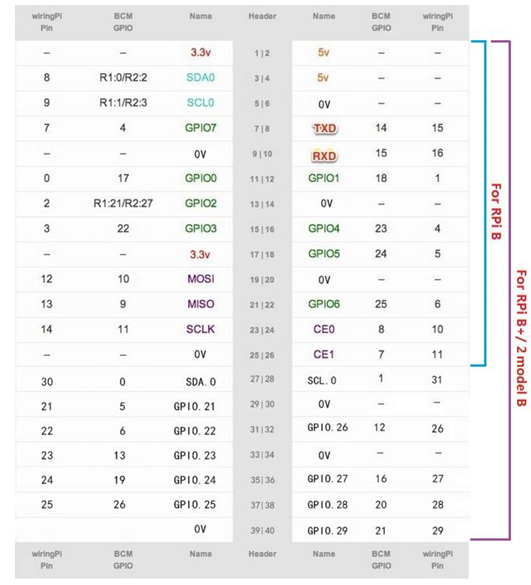 wiringPi Pin BCM GPIO Name Header Name BCM GPIO wiringPi Pin
– – 3.3v 1|2 5v – –
8 R1:0/R2:2 SDA0 3|4 5v – –
9 R1:1/R2:3 SCL0 5|6 0V – –
7 4 GPIO7 7|8 TXD 14 15
– – 0V 9|10 RXD 15 16
0 17 GPIO0 11|12 GPIO1 18 1
2 R1:21/R2:27 GPIO2 13|14 0V – –
3 22 GPIO3 15|16 GPIO4 23 4
– – 3.3v 17|18 GPIO5 24 5
12 10 MOSI 19|20 0V – –
13 9 MISO 21|22 GPIO6 25 6
14 11 SCLK 23|24 CE0 8 10
– – 0V 25|26 CE1 7 11
30 0 SDA.0 27|28 SCL.0 1 31
21 5 GPIO.21 29|30 0V – –
22 6 GPIO.22 31|32 GPIO.26 12 26
23 13 GPIO.23 33|34 0V – –
24 19 GPIO.24 35|36 GPIO.27 16 27
25 26 GPIO.25 37|38 GPIO.28 20 28
0V 39|40 GPIO.29 21 29
wiringPi Pin BCM GPIO Name Header Name BCM GPIO wiringPi Pin
For RPi B
For RPi B+/ 2 model B